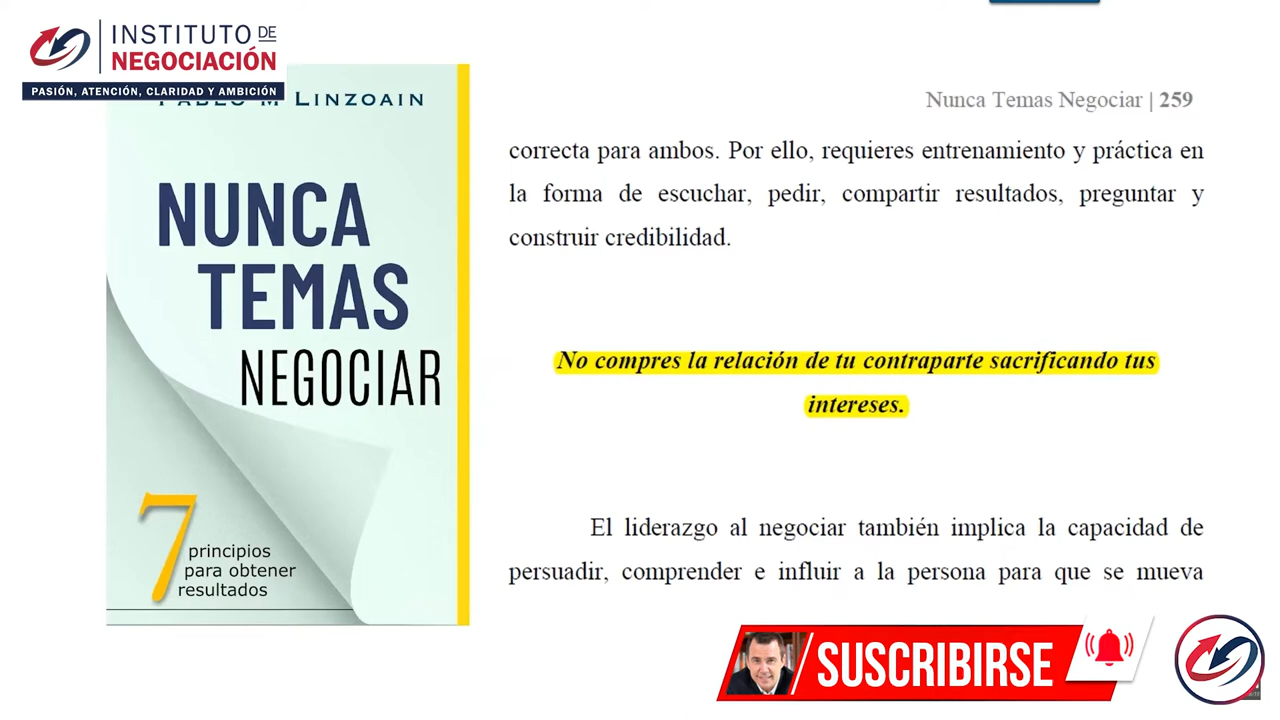 INSTITUTO DE
NEGOCIACIÓN
PASIÓN, ATENCIÓN, CLARIDAD Y AMBICIÓN
PABLO M LINZOAIN
NUNCA
TEMAS
NEGOCIAR
7
principios
para obtener
resultados
Nunca Temas Negociar | 259
correcta para ambos. Por ello, requieres entrenamiento y práctica en
la forma de escuchar, pedir, compartir resultados, preguntar y
construir credibilidad.
No compres la relación de tu contraparte sacrificando tus
intereses.
El liderazgo al negociar también implica la capacidad de
persuadir, comprender e influir a la persona para que se mueva
SUSCRIBIRSE